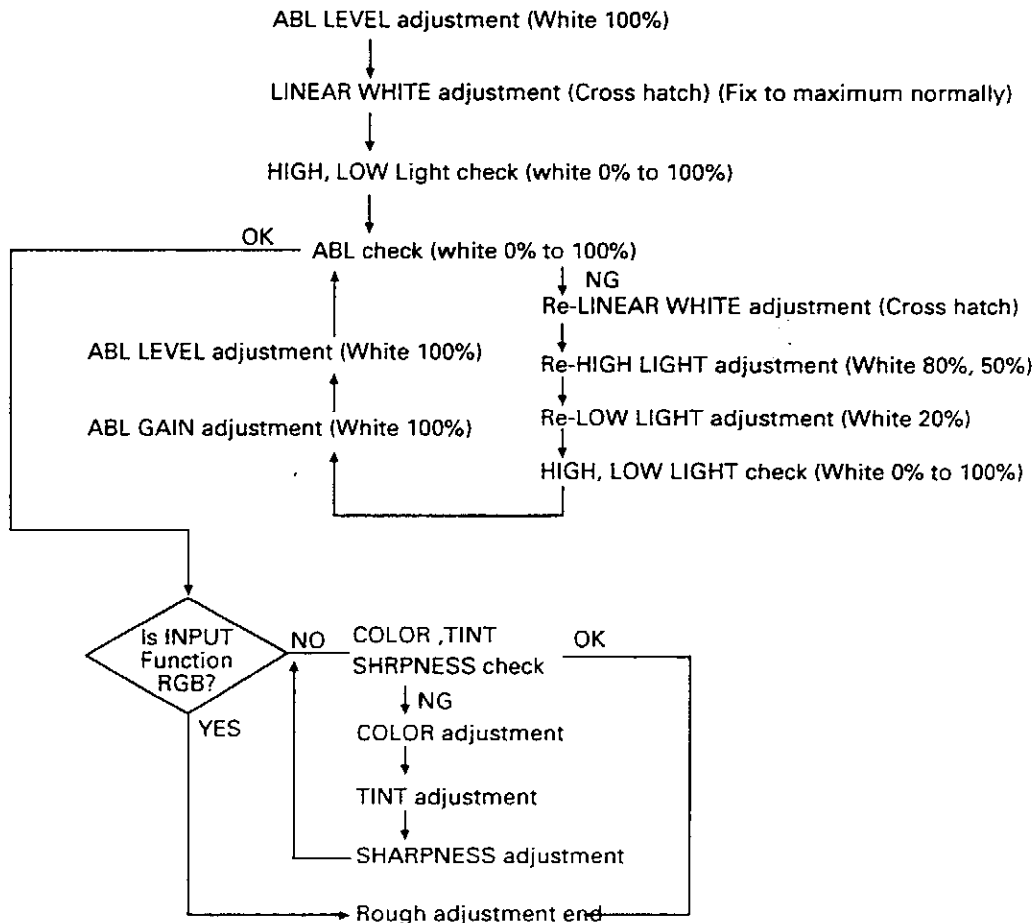 ABL LEVEL adjustment (White 100%)
LINEAR WHITE adjustment (Cross hatch) (Fix to maximum normally)
HIGH, LOW Light check (white 0% to 100%)
OK
ABL check (white 0% to 100%)
NG
Re-LINEAR WHITE adjustment (Cross hatch)
ABL LEVEL adjustment (White 100%)
Re-HIGH LIGHT adjustment (White 80%, 50%)
ABL GAIN adjustment (White 100%)
Re-LOW LIGHT adjustment (White 20%)
HIGH, LOW LIGHT check (White 0% to 100%)
Is INPUT
Function
RGB?
NO
COLOR ,TINT
SHRPNESS check
OK
NG
YES
COLOR adjustment
TINT adjustment
SHARPNESS adjustment
Rough adjustment end